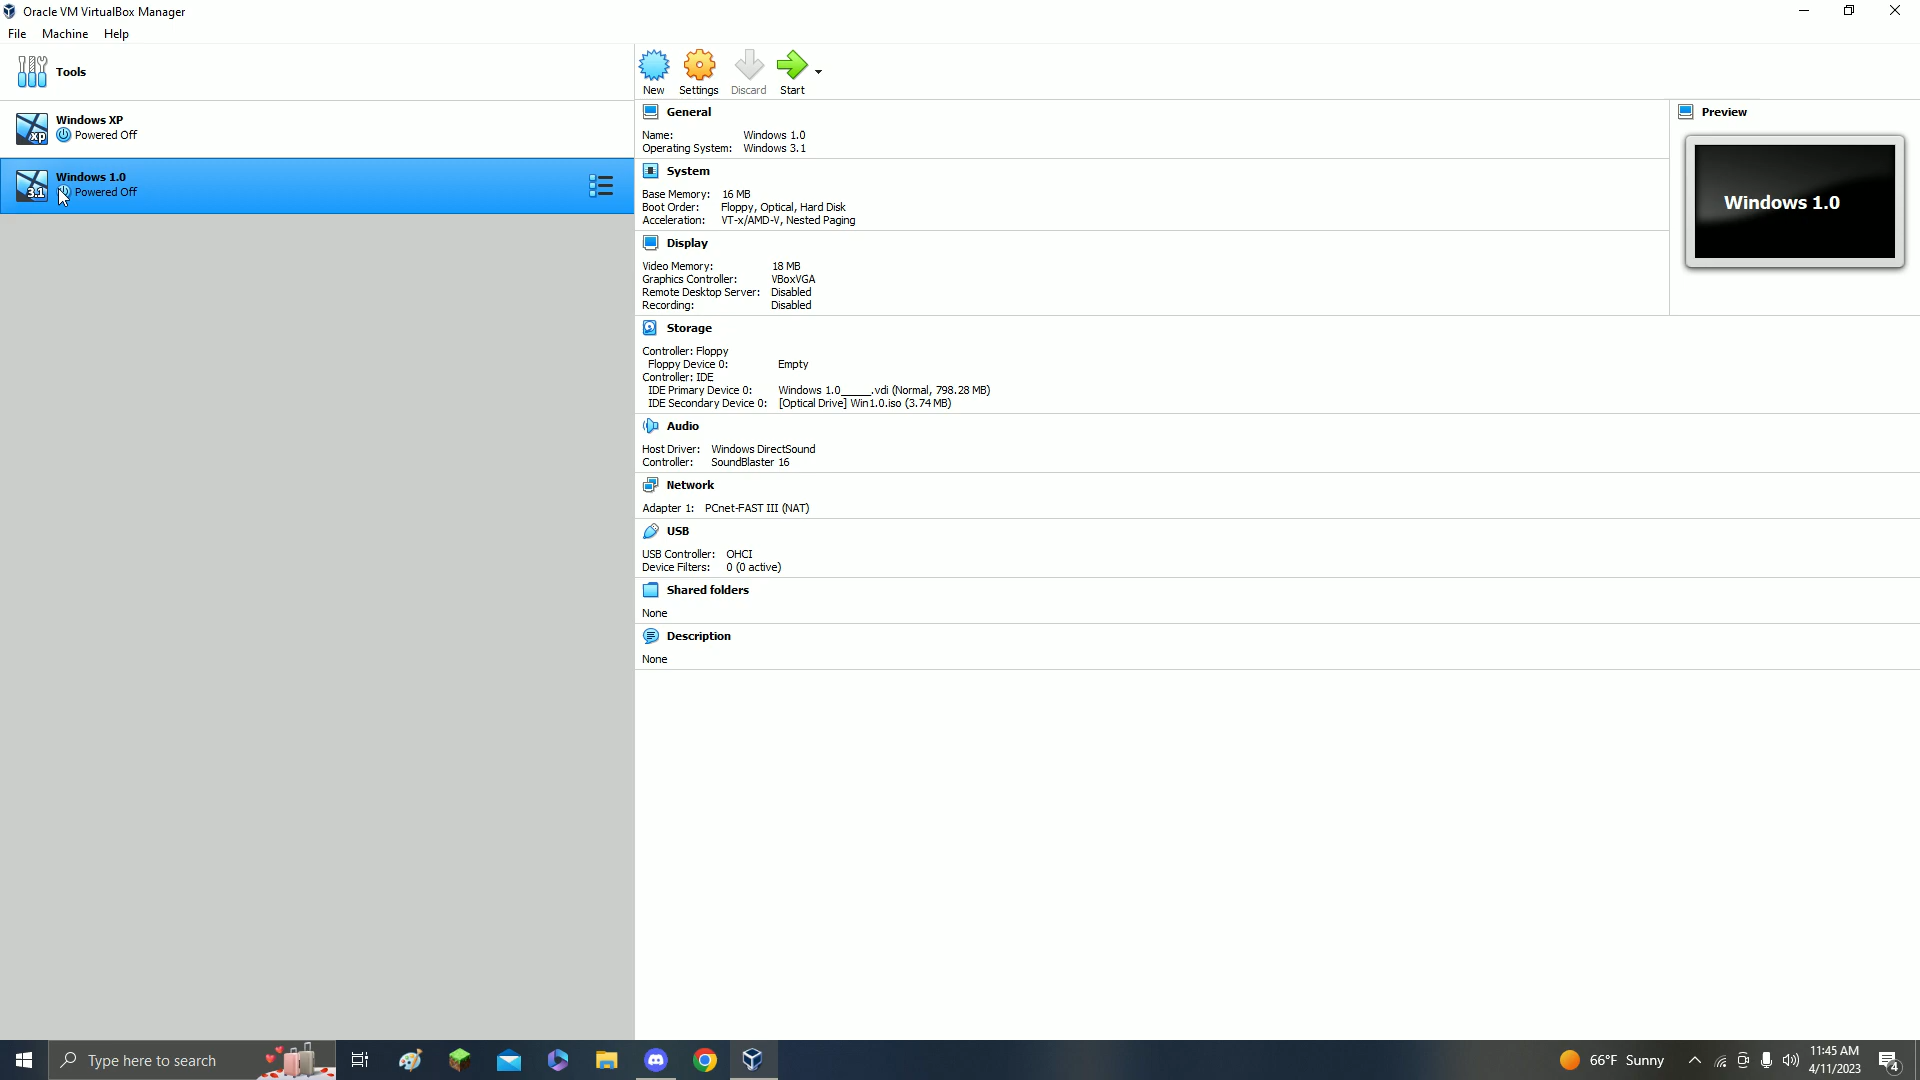 Oracle VM VirtualBox Manager
File Machine Help
Tools
Windows XP
Powered Off
Windows 1.0
Powered Off
New Settings Discard Start
General
Name: Windows 1.0
Operating System: Windows 3.1
System
Base Memory: 16 MB
Boot Order: Floppy, Optical, Hard Disk
Acceleration: VT-x/AMD-V, Nested Paging
Display
Video Memory: 18 MB
Graphics Controller: VBoxVGA
Remote Desktop Server: Disabled
Recording: Disabled
Storage
Controller: Floppy
Floppy Device 0: Empty
Controller: IDE
IDE Primary Device 0: Windows 1.0_____.vdi (Normal, 798.28 MB)
IDE Secondary Device 0: [Optical Drive] Win1.0.iso (3.74 MB)
Audio
Host Driver: Windows DirectSound
Controller: SoundBlaster 16
Network
Adapter 1: PCnet-FAST III (NAT)
USB
USB Controller: OHCI
Device Filters: 0 (0 active)
Shared folders
None
Description
None
Preview
Windows 1.0
XP
3.1
Type here to search
66°F Sunny
11:45 AM
4/11/2023
4